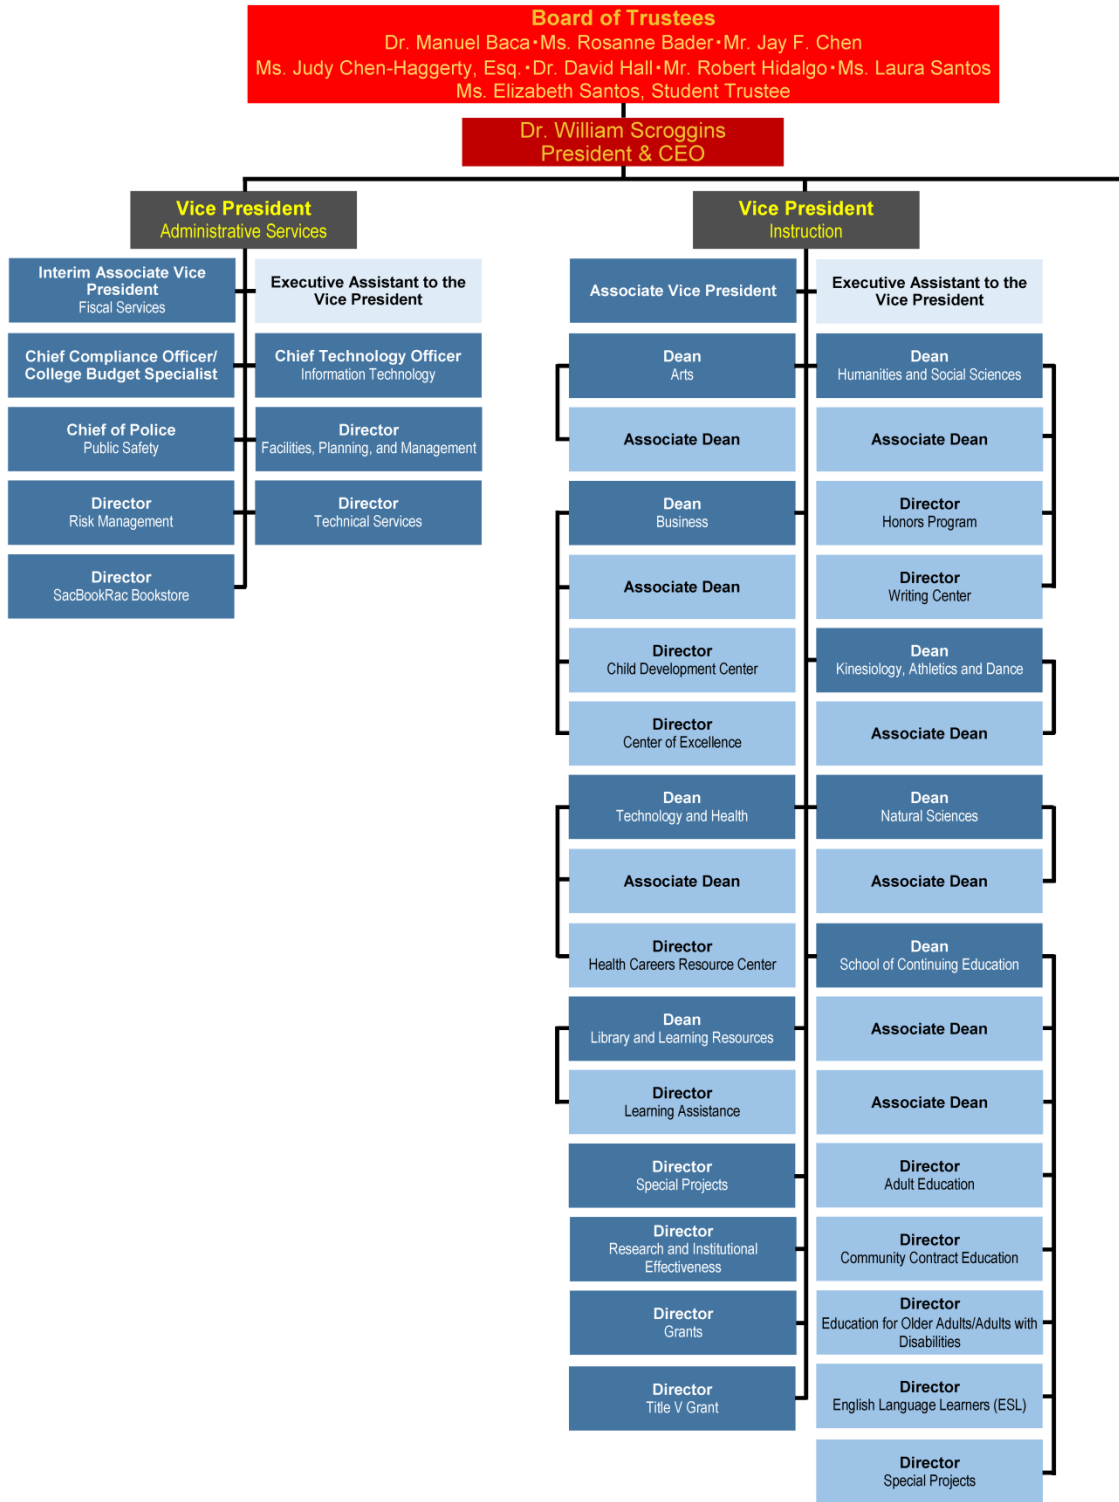 Board of Trustees
Dr. Manuel Baca•Ms. Rosanne Bader•Mr. Jay F. Chen
Ms. Judy Chen-Haggerty, Esq.•Dr. David Hall•Mr. Robert Hidalgo•Ms. Laura Santos
Ms. Elizabeth Santos, Student Trustee
Dr. William Scroggins
President & CEO
Vice President
Administrative Services
Interim Associate Vice
President
Fiscal Services
Executive Assistant to the
Vice President
Chief Compliance Officer/
College Budget Specialist
Chief Technology Officer
Information Technology
Chief of Police
Public Safety
Director
Facilities, Planning, and Management
Director
Risk Management
Director
Technical Services
Director
SacBookRac Bookstore
Vice President
Instruction
Associate Vice President
Executive Assistant to the
Vice President
Dean
Arts
Associate Dean
Dean
Business
Associate Dean
Director
Child Development Center
Director
Center of Excellence
Dean
Technology and Health
Associate Dean
Director
Health Careers Resource Center
Dean
Library and Learning Resources
Director
Learning Assistance
Director
Special Projects
Director
Research and Institutional
Effectiveness
Director
Grants
Director
Title V Grant
Dean
Humanities and Social Sciences
Associate Dean
Director
Honors Program
Director
Writing Center
Dean
Kinesiology, Athletics and Dance
Associate Dean
Dean
Natural Sciences
Associate Dean
Dean
School of Continuing Education
Associate Dean
Associate Dean
Director
Adult Education
Director
Community Contract Education
Director
Education for Older Adults/Adults with
Disabilities
Director
English Language Learners (ESL)
Director
Special Projects